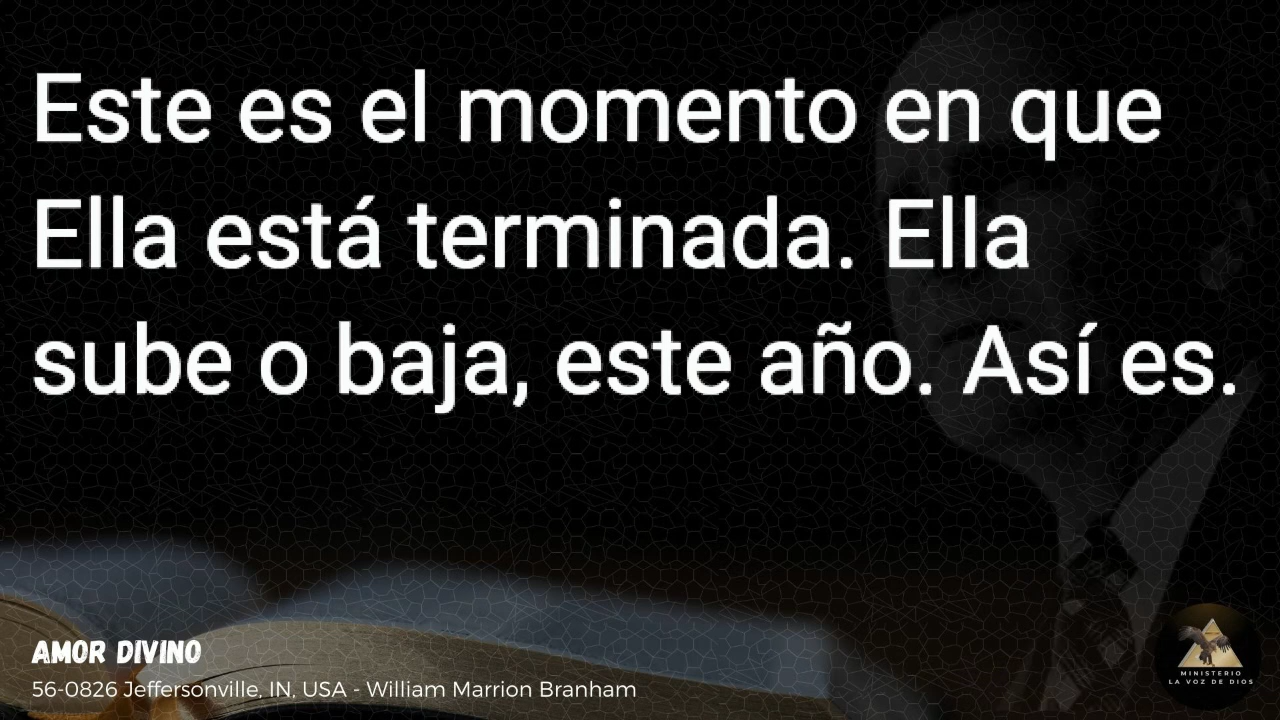 Este es el momento en que
Ella está terminada. Ella
sube o baja, este año. Así es.
AMOR DIVINO
56-0826 Jeffersonville, IN, USA - William Marrion Branham
MINISTERIO
LA VOZ DE DIOS